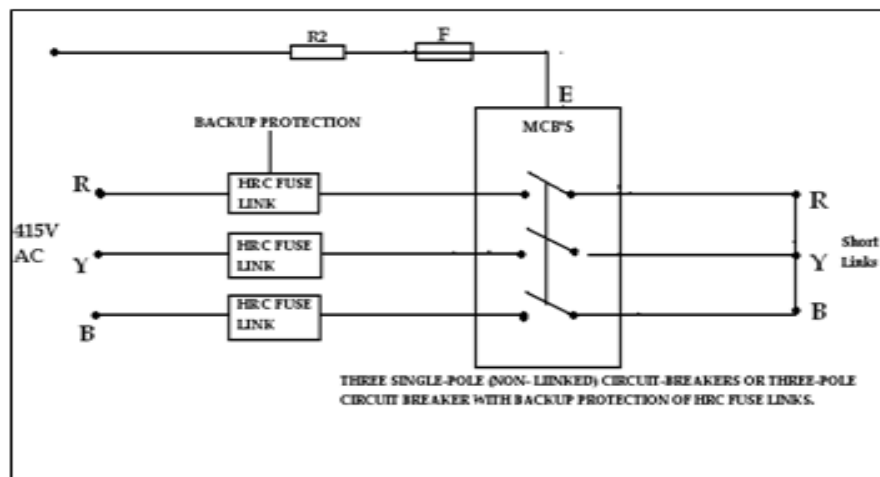 R2
F
E
BACKUP PROTECTION
MCB'S
R
HRC FUSE
LINK
R
415V
AC
Y
HRC FUSE
LINK
Y
Short
Links
B
HRC FUSE
LINK
B
THREE SINGLE-POLE (NON- LIINKED) CIRCUIT-BREAKERS OR THREE-POLE
CIRCUIT BREAKER WITH BACKUP PROTECTION OF HRC FUSE LINKS.